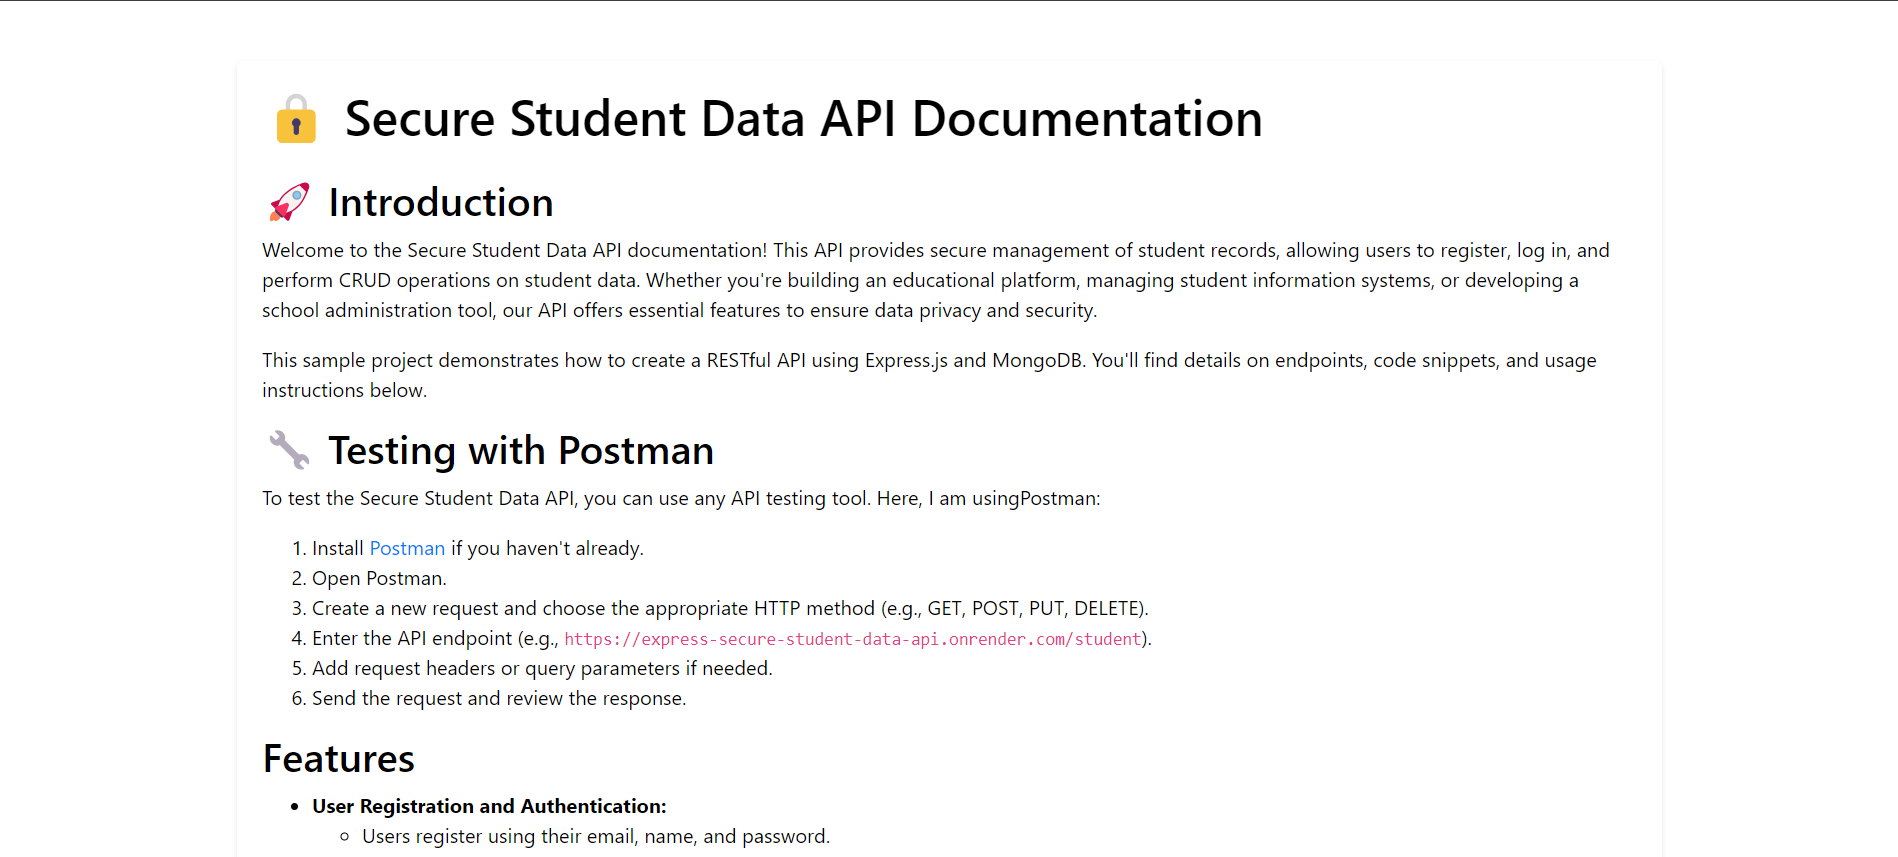 Secure Student Data API Documentation
Introduction
Welcome to the Secure Student Data API documentation! This API provides secure management of student records, allowing users to register, log in, and
perform CRUD operations on student data. Whether you're building an educational platform, managing student information systems, or developing a
school administration tool, our API offers essential features to ensure data privacy and security.
This sample project demonstrates how to create a RESTful API using Express.js and MongoDB. You'll find details on endpoints, code snippets, and usage
instructions below.
Testing with Postman
To test the Secure Student Data API, you can use any API testing tool. Here, I am usingPostman:
1. Install Postman if you haven't already.
2. Open Postman.
3. Create a new request and choose the appropriate HTTP method (e.g., GET, POST, PUT, DELETE).
4. Enter the API endpoint (e.g., https://express-secure-student-data-api.onrender.com/student).
5. Add request headers or query parameters if needed.
6. Send the request and review the response.
Features
• User Registration and Authentication:
◦ Users register using their email, name, and password.